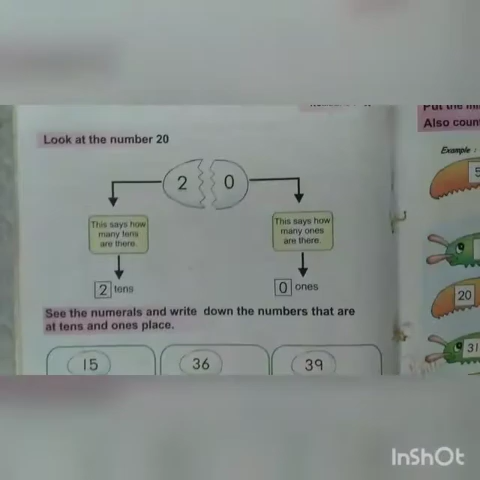 Put the
Also coun
Look at the number 20
Example :
2 0
This says how
many tens
are there.
This says how
many ones
are there.
20
2 tens
0 ones
See the numerals and write down the numbers that are
at tens and ones place.
31
15
36
39
InShOt